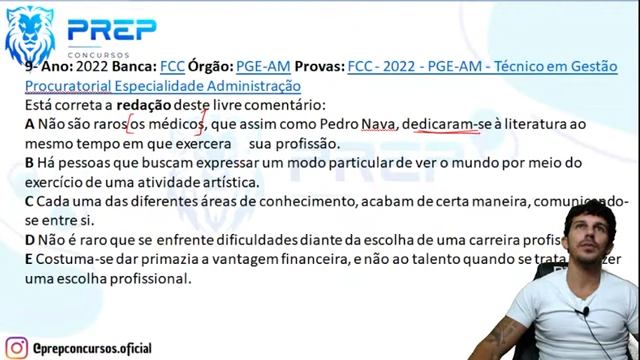 PREP
CONCURSOS
9- Ano: 2022 Banca: FCC Órgão: PGE-AM Provas: FCC - 2022 - PGE-AM - Técnico em Gestão
Procuratorial Especialidade Administração
Está correta a redação deste livre comentário:
A Não são raros os médicos, que assim como Pedro Nava, dedicaram-se à literatura ao
mesmo tempo em que exercera sua profissão.
B Há pessoas que buscam expressar um modo particular de ver o mundo por meio do
exercício de uma atividade artística.
C Cada uma das diferentes áreas de conhecimento, acabam de certa maneira, comunicando-
se entre si.
D Não é raro que se enfrente dificuldades diante da escolha de uma carreira
E Costuma-se dar primazia a vantagem financeira, e não ao talento quando se trata
uma escolha profissional.
@prepconcursos.oficial